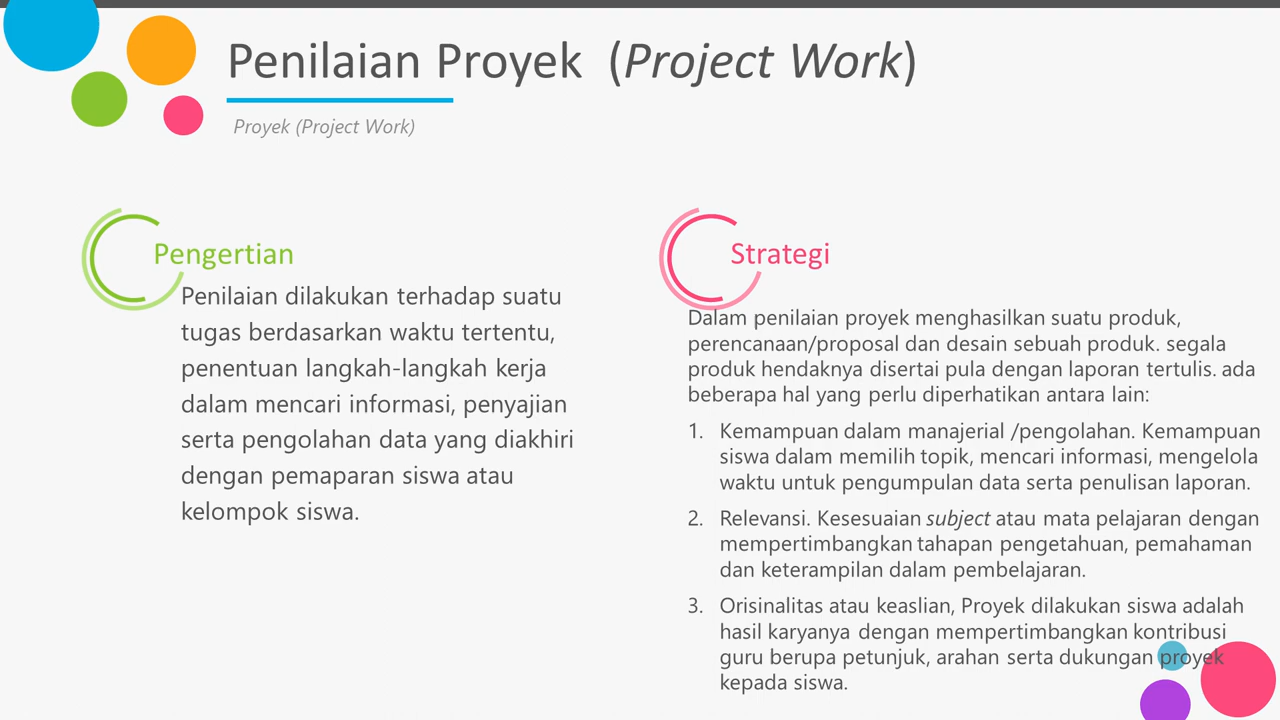 Penilaian Proyek (Project Work)
Proyek (Project Work)
Pengertian
Penilaian dilakukan terhadap suatu
tugas berdasarkan waktu tertentu,
penentuan langkah-langkah kerja
dalam mencari informasi, penyajian
serta pengolahan data yang diakhiri
dengan pemaparan siswa atau
kelompok siswa.
Strategi
Dalam penilaian proyek menghasilkan suatu produk,
perencanaan/proposal dan desain sebuah produk. segala
produk hendaknya disertai pula dengan laporan tertulis. ada
beberapa hal yang perlu diperhatikan antara lain:
1. Kemampuan dalam manajerial /pengolahan. Kemampuan
siswa dalam memilih topik, mencari informasi, mengelola
waktu untuk pengumpulan data serta penulisan laporan.
2. Relevansi. Kesesuaian subject atau mata pelajaran dengan
mempertimbangkan tahapan pengetahuan, pemahaman
dan keterampilan dalam pembelajaran.
3. Orisinalitas atau keaslian, Proyek dilakukan siswa adalah
hasil karyanya dengan mempertimbangkan kontribusi
guru berupa petunjuk, arahan serta dukungan proyek
kepada siswa.